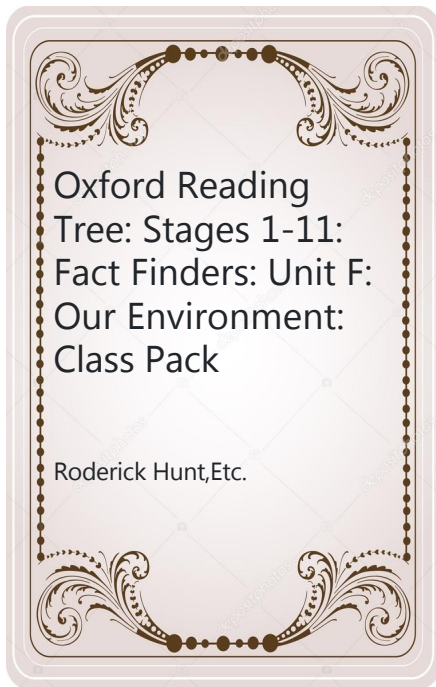 Oxford Reading
Tree: Stages 1-11:
Fact Finders: Unit F:
Our Environment:
Class Pack
Roderick Hunt,Etc.